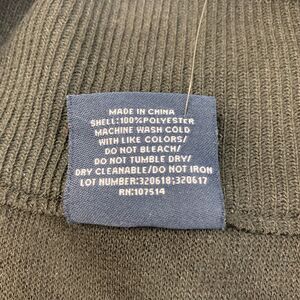 MADE IN CHINA
SHELL:100%POLYESTER
MACHINE WASH COLD
WITH LIKE COLORS/
DO NOT BLEACH/
DO NOT TUMBLE DRY/
DRY CLEANABLE/DO NOT IRON
LOT NUMBER:320618;320617
RN:107514